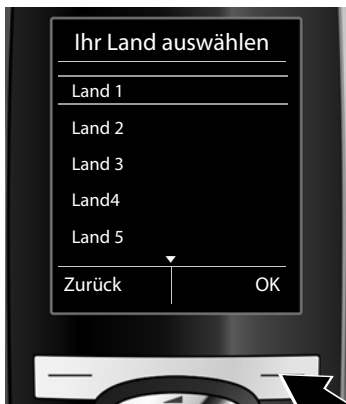 Ihr Land auswählen
Land 1
Land 2
Land 3
Land4
Land 5
Zurück OK